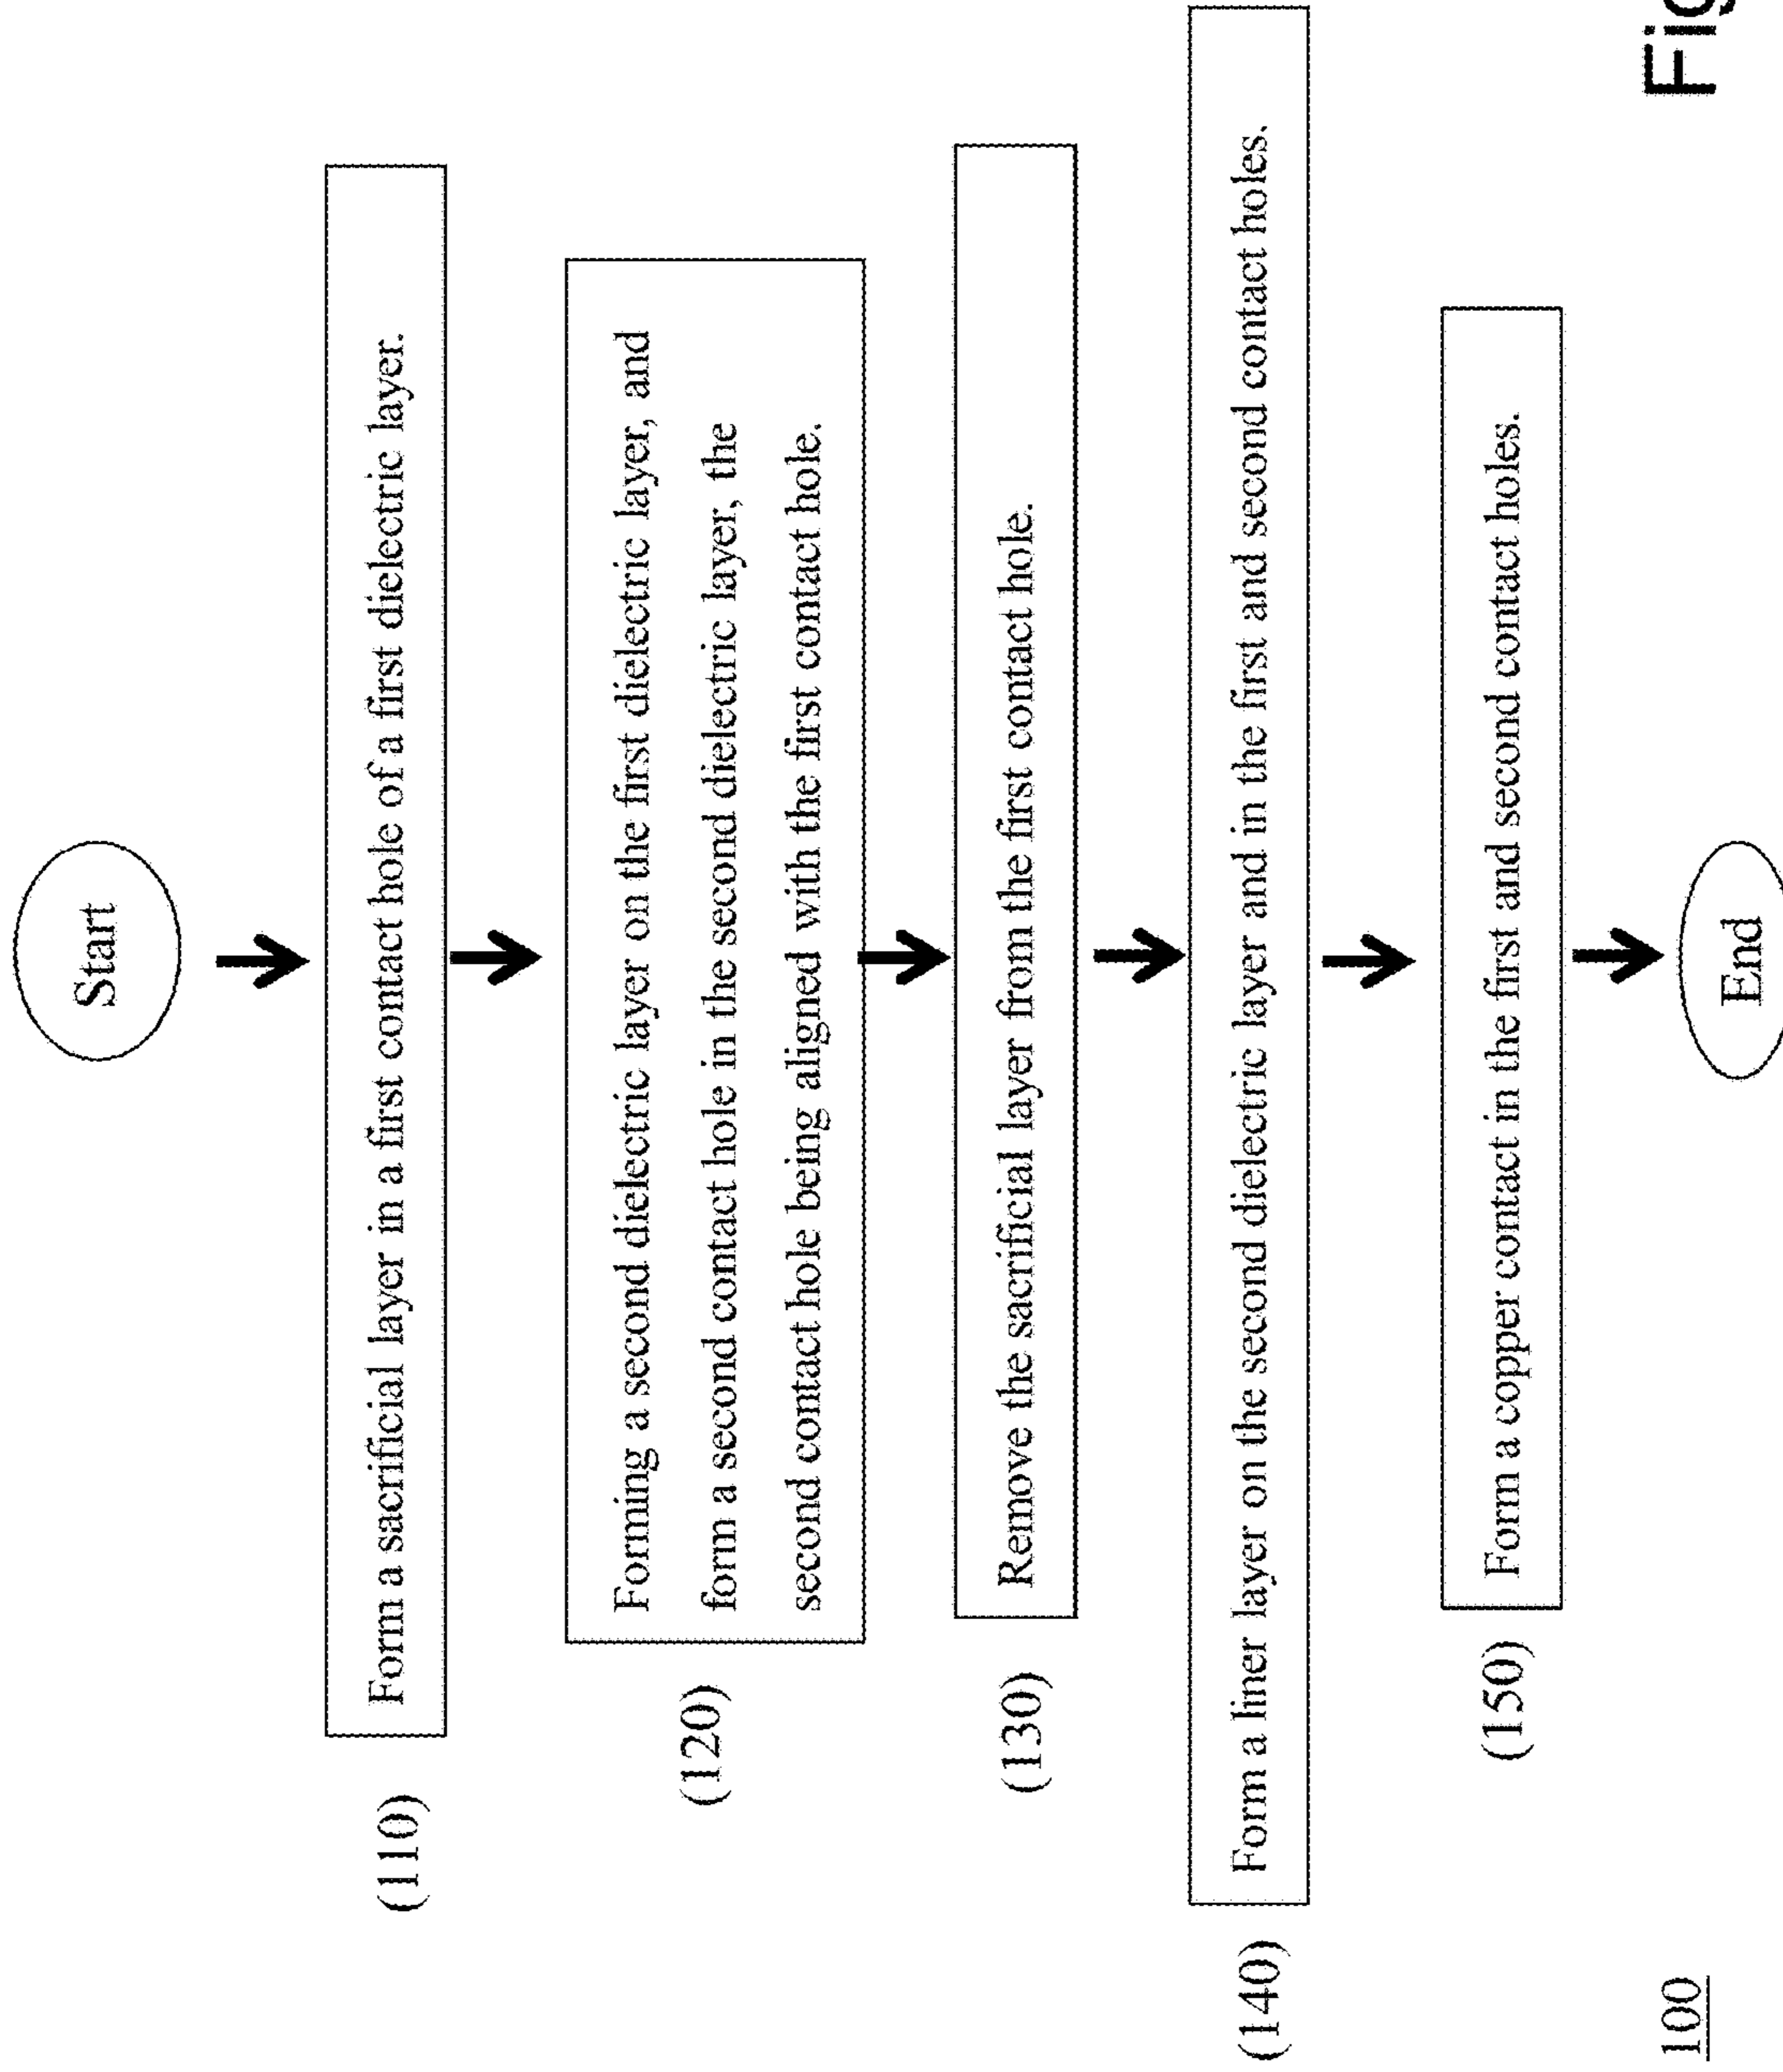 Start
(110)
Form a sacrificial layer in a first contact hole of a first dielectric layer.
(120)
Forming a second dielectric layer on the first dielectric layer, and
form a second contact hole in the second dielectric layer, the
second contact hole being aligned with the first contact hole.
(130)
Remove the sacrificial layer from the first contact hole.
(140)
Form a liner layer on the second dielectric layer and in the first and second contact holes.
(150)
Form a copper contact in the first and second contact holes.
End
100
Fig